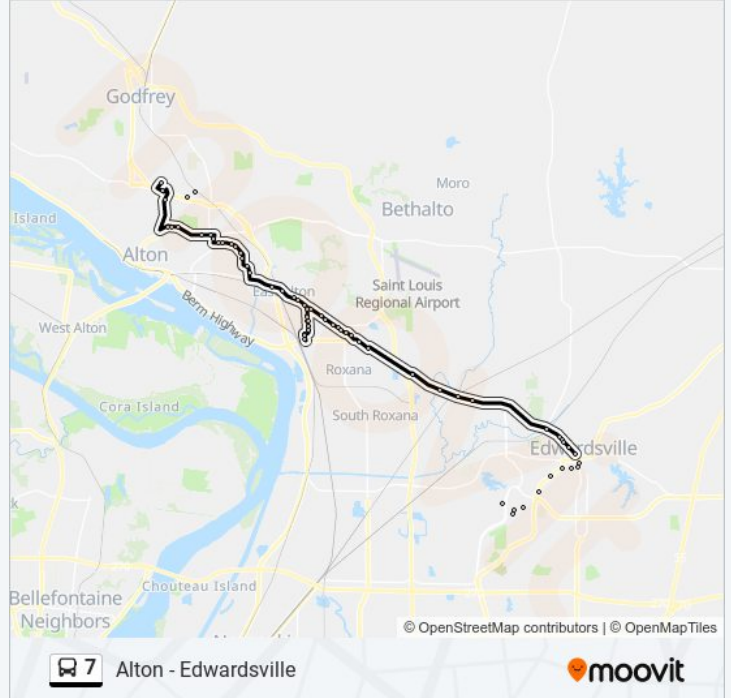 Godfrey
Moro
Bethalto
Island
Alton
Saint Louis
Regional Airport
Berm Highway
West Alton
Roxana
Cora Island
South Roxana
Edwardsville
k
Chouteau Island
Bellefontaine
Neighbors
© OpenStreetMap contributors | © OpenMapTiles
7 Alton - Edwardsville
moovit